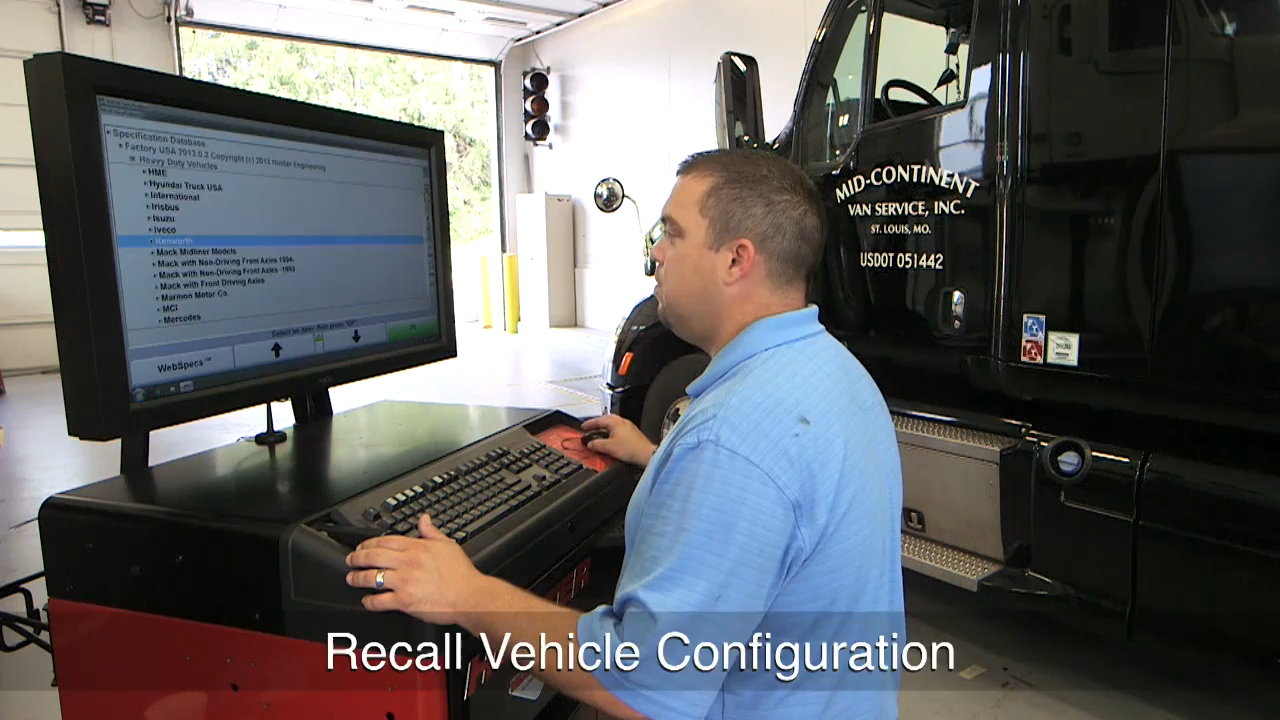 Specification Database
Factory USA 2013.0.2 Copyright (c) 2013 Hunter Engineering
Heavy Duty Vehicles
HME
Hyundai Truck USA
International
Irisbus
Isuzu
Iveco
Kenworth
Mack Midliner Models
Mack with Non-Driving Front Axles 1994-
Mack with Non-Driving Front Axles -1993
Mack with Front Driving Axles
Marmon Motor Co.
MCI
Mercedes
WebSpecs™
MID-CONTINENT
VAN SERVICE, INC.
ST. LOUIS, MO.
USDOT 051442
Recall Vehicle Configuration